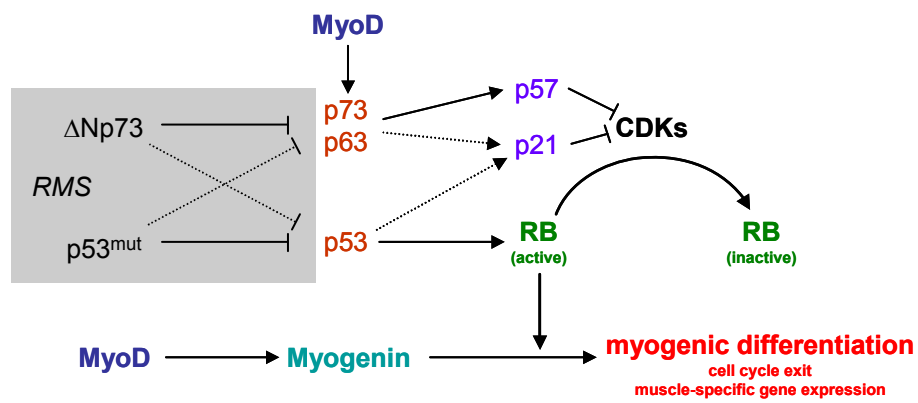 MyoD
p73
p63
p57
p21
CDKs
ΔNp73
RMS
p53mut
p53
RB
(active)
RB
(inactive)
MyoD
Myogenin
myogenic differentiation
cell cycle exit
muscle-specific gene expression